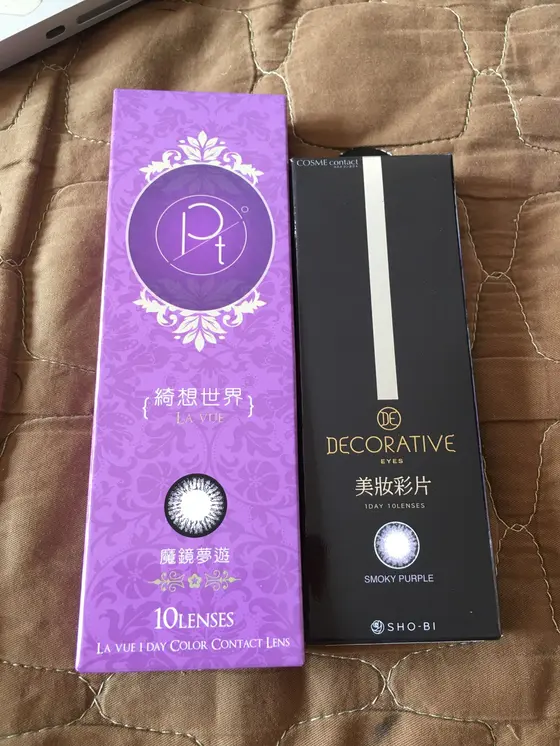 Pt
{綺想世界}
LA VUE
魔鏡夢遊
10LENSES
LA VUE 1 DAY COLOR CONTACT LENS
COSME contact
DE
DECORATIVE
EYES
美妝彩片
1DAY 10LENSES
SMOKY PURPLE
SHO-BI